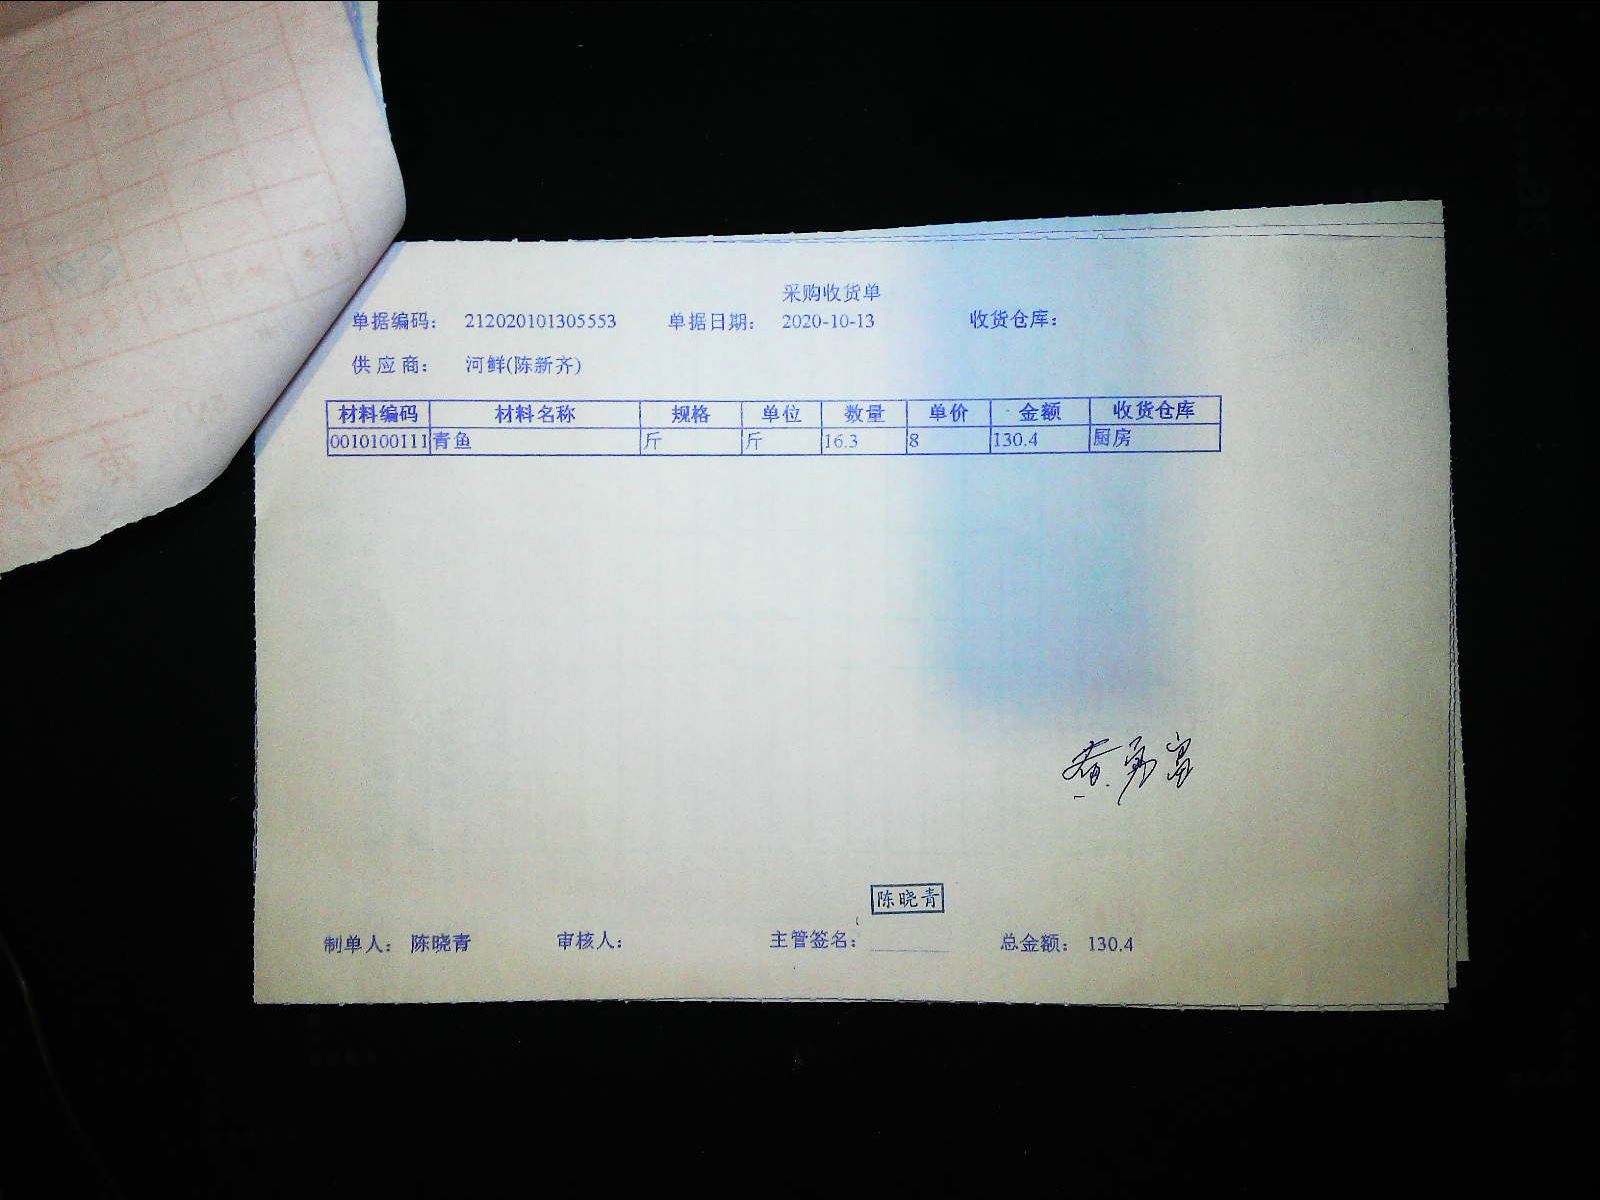 采购收货单
单据编码: 212020101305553 单据日期: 2020-10-13 收货仓库:
供应商: 河鲜(陈新齐)
材料编码 材料名称 规格 单位 数量 单价 金额 收货仓库
0010100111 青鱼 斤 斤 16.3 8 130.4 厨房
黄勇富
陈晓青
制单人: 陈晓青 审核人: 主管签名: 总金额: 130.4